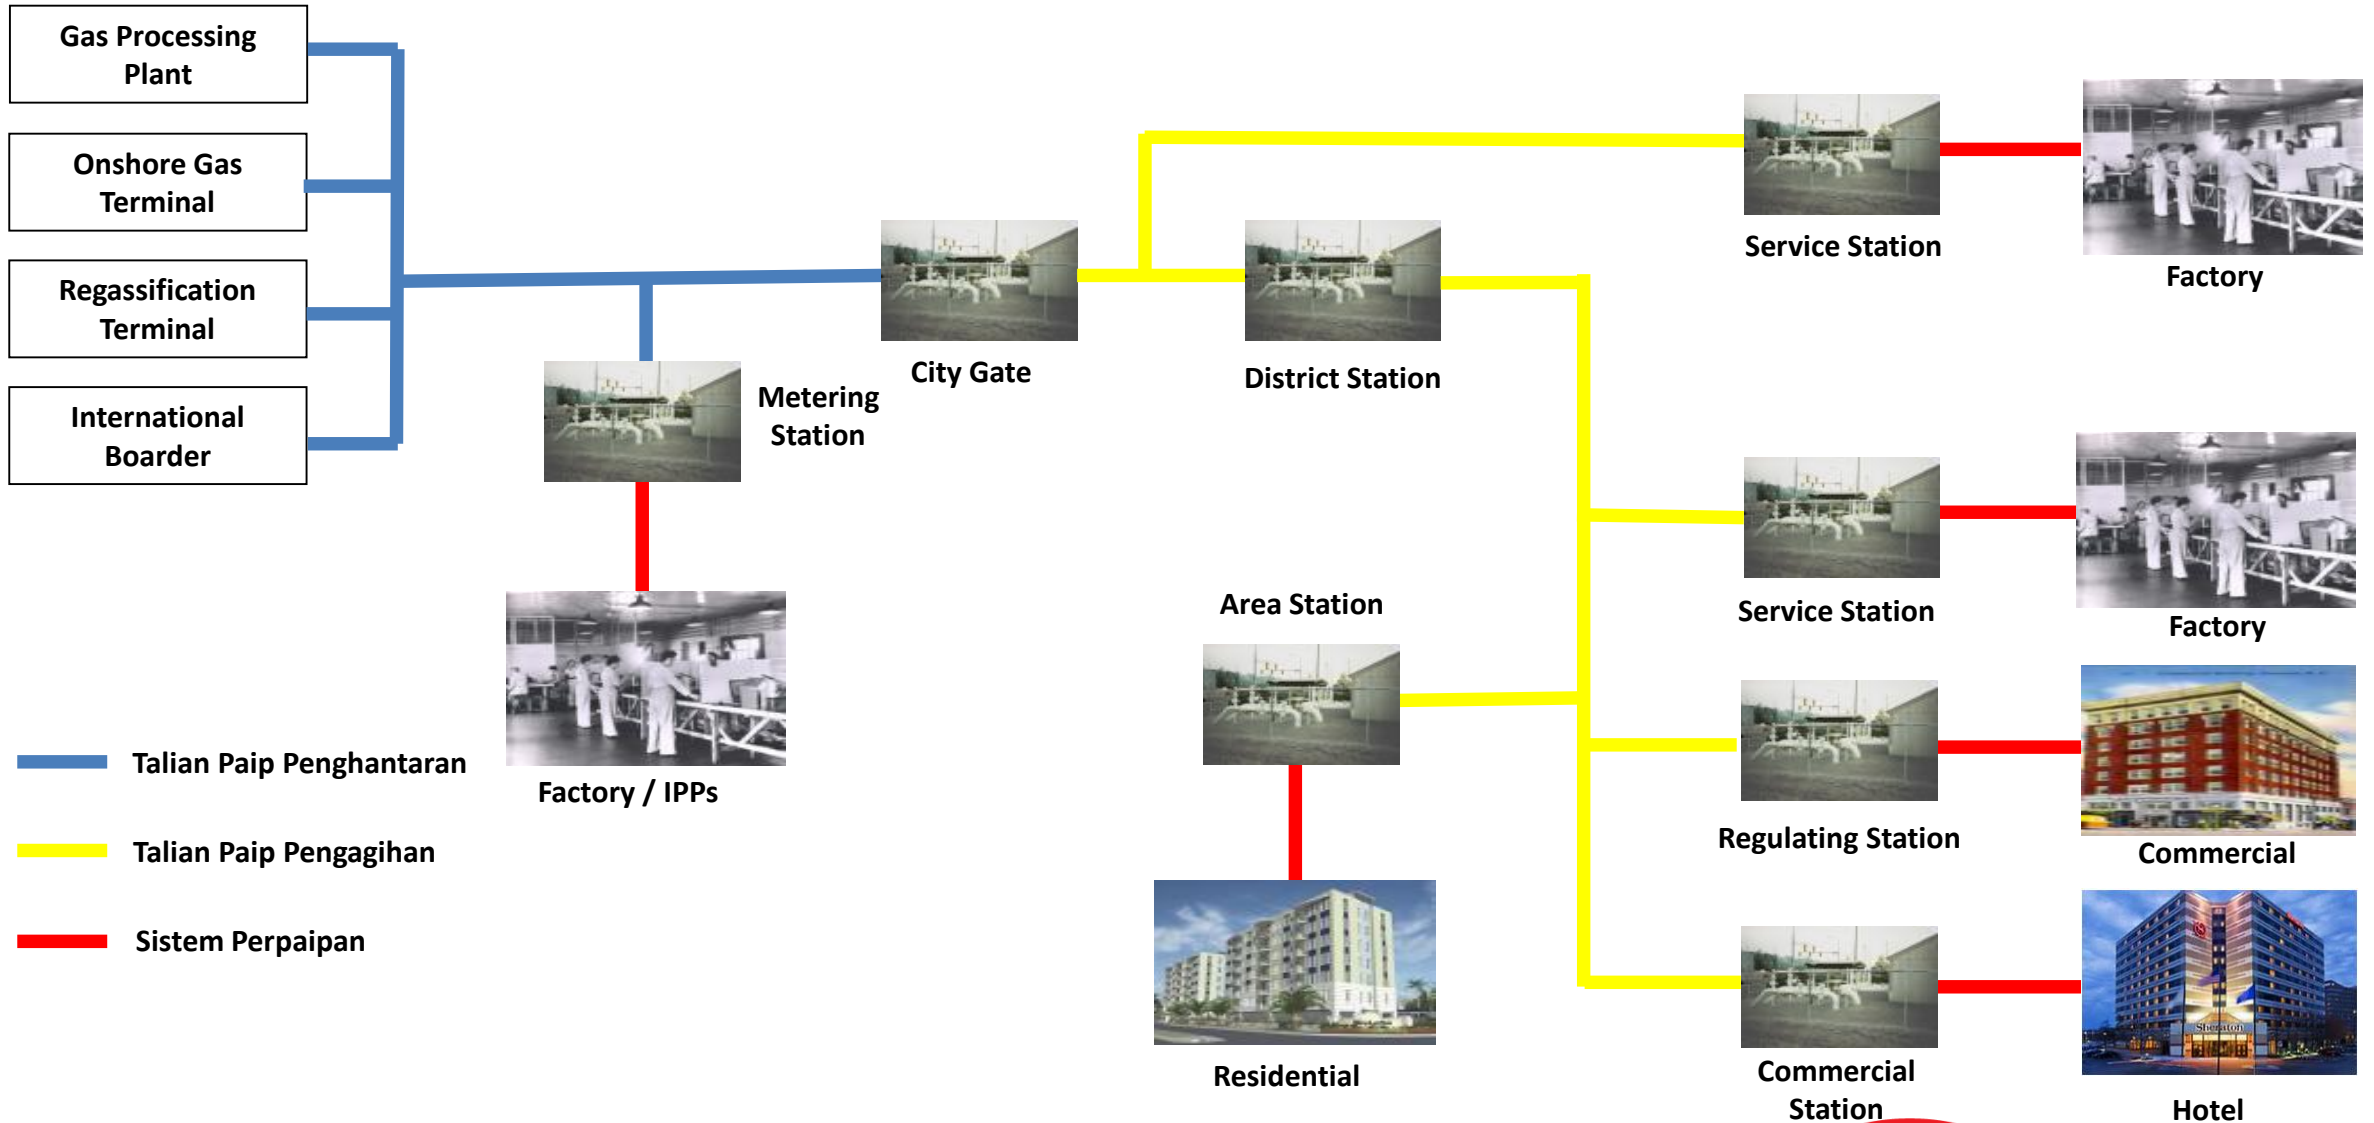 Gas Processing
Plant
Onshore Gas
Terminal
Regassification
Terminal
International
Boarder
Metering
Station
City Gate
District Station
Service Station
Factory
Service Station
Factory
Area Station
Factory / IPPs
Regulating Station
Commercial
Residential
Commercial
Station
Sheraton
Hotel
Talian Paip Penghantaran
Talian Paip Pengagihan
Sistem Perpaipan